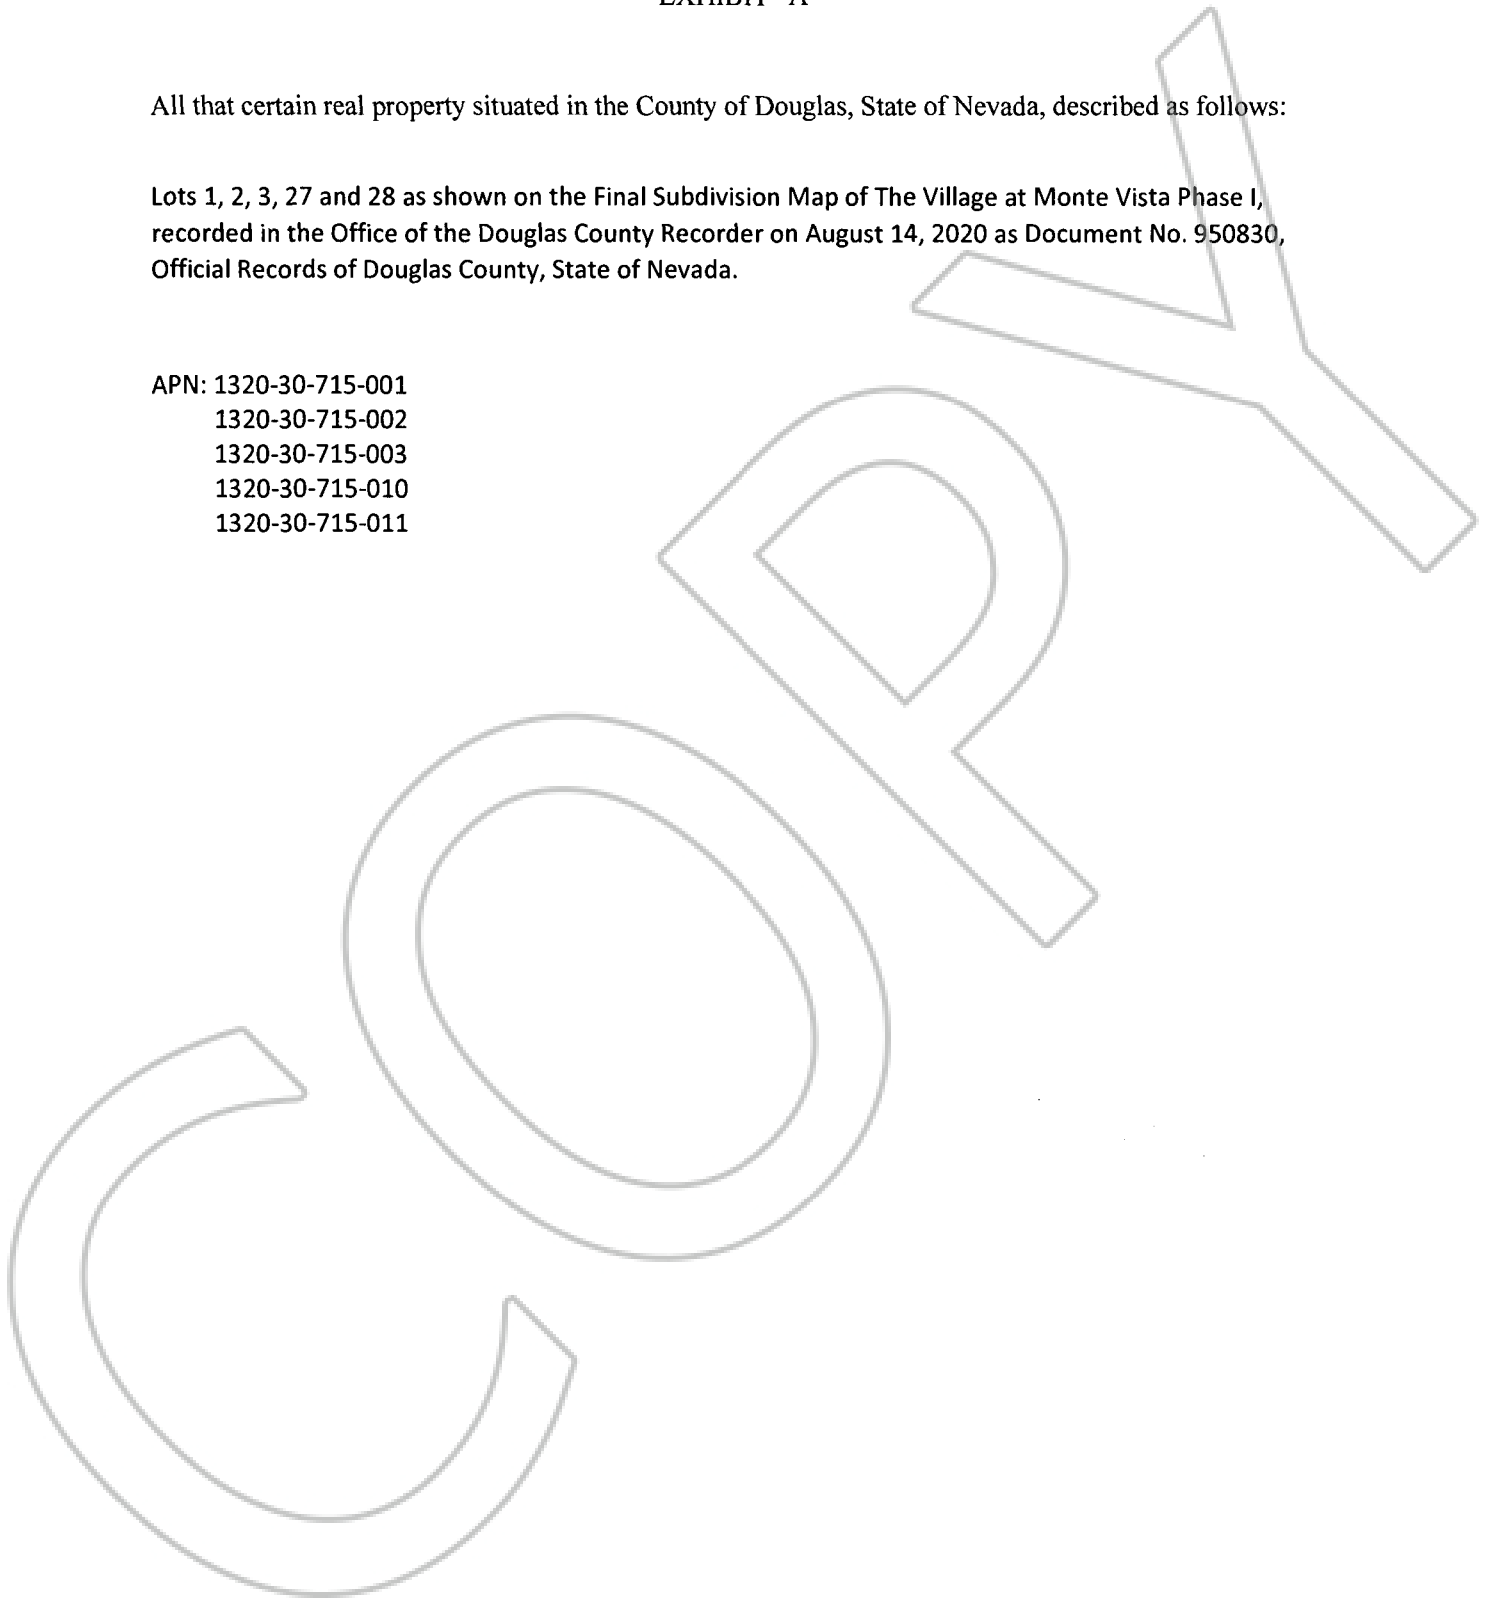 EXHIBIT "A"
All that certain real property situated in the County of Douglas, State of Nevada, described as follows:
Lots 1, 2, 3, 27 and 28 as shown on the Final Subdivision Map of The Village at Monte Vista Phase I,
recorded in the Office of the Douglas County Recorder on August 14, 2020 as Document No. 950830,
Official Records of Douglas County, State of Nevada.
APN: 1320-30-715-001
1320-30-715-002
1320-30-715-003
1320-30-715-010
1320-30-715-011
COPY